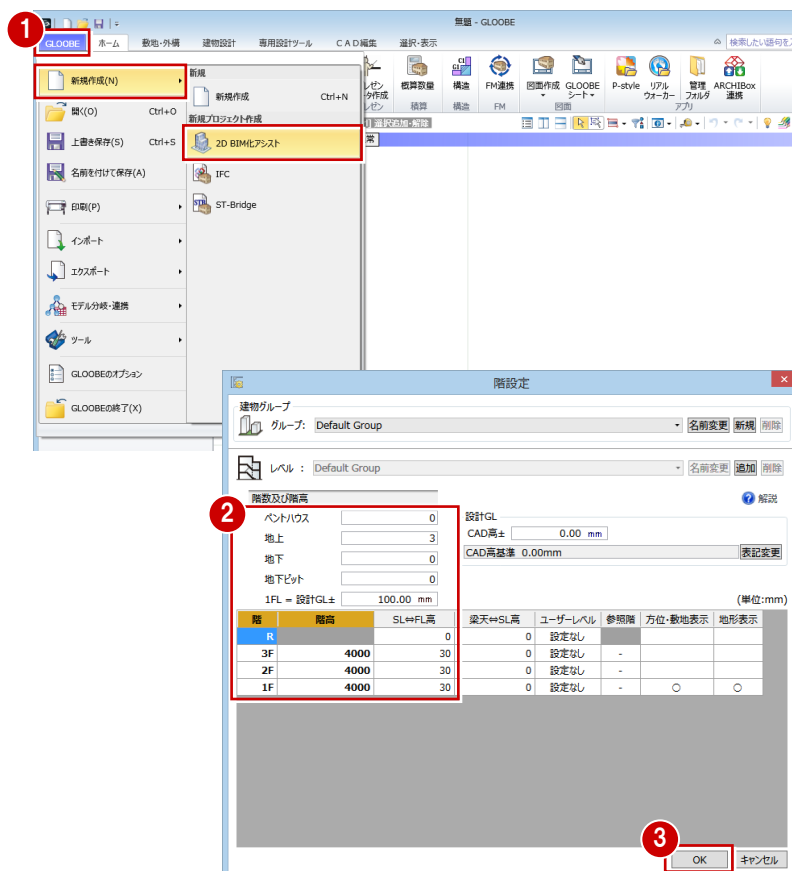 1
無題 - GLOOBE
GLOOBE ホーム 敷地・外構 建物設計 専用設計ツール CAD編集 選択・表示 検索したい語句を
新規作成(N)
開く(O) Ctrl+O
上書き保存(S) Ctrl+S
名前を付けて保存(A)
印刷(P)
インポート
エクスポート
モデル分岐・連携
ツール
GLOOBEのオプション
GLOOBEの終了(X)
新規
新規作成 Ctrl+N
新規プロジェクト作成
2D BIM化アシスト
IFC
ST-Bridge
概算数量 構造 FM連携 図面作成 GLOOBEシート P-style リアルウォーカー 管理フォルダ ARCHIBox連携
積算 構造 FM 図面 アプリ
選択追加・解除
常
階設定
建物グループ
グループ: Default Group 名前変更 新規 削除
レベル : Default Group 名前変更 追加 削除
2
階数及び階高
解説
ペントハウス 0
地上 3
地下 0
地下ピット 0
1FL = 設計GL± 100.00 mm
設計GL
CAD高± 0.00 mm
CAD高基準 0.00mm 表記変更
(単位:mm)
階 階高 SL⇔FL高 梁天⇔SL高 ユーザーレベル 参照階 方位・敷地表示 地形表示
R 0 0 設定なし
3F 4000 30 0 設定なし -
2F 4000 30 0 設定なし -
1F 4000 30 0 設定なし - ○ ○
3
OK キャンセル